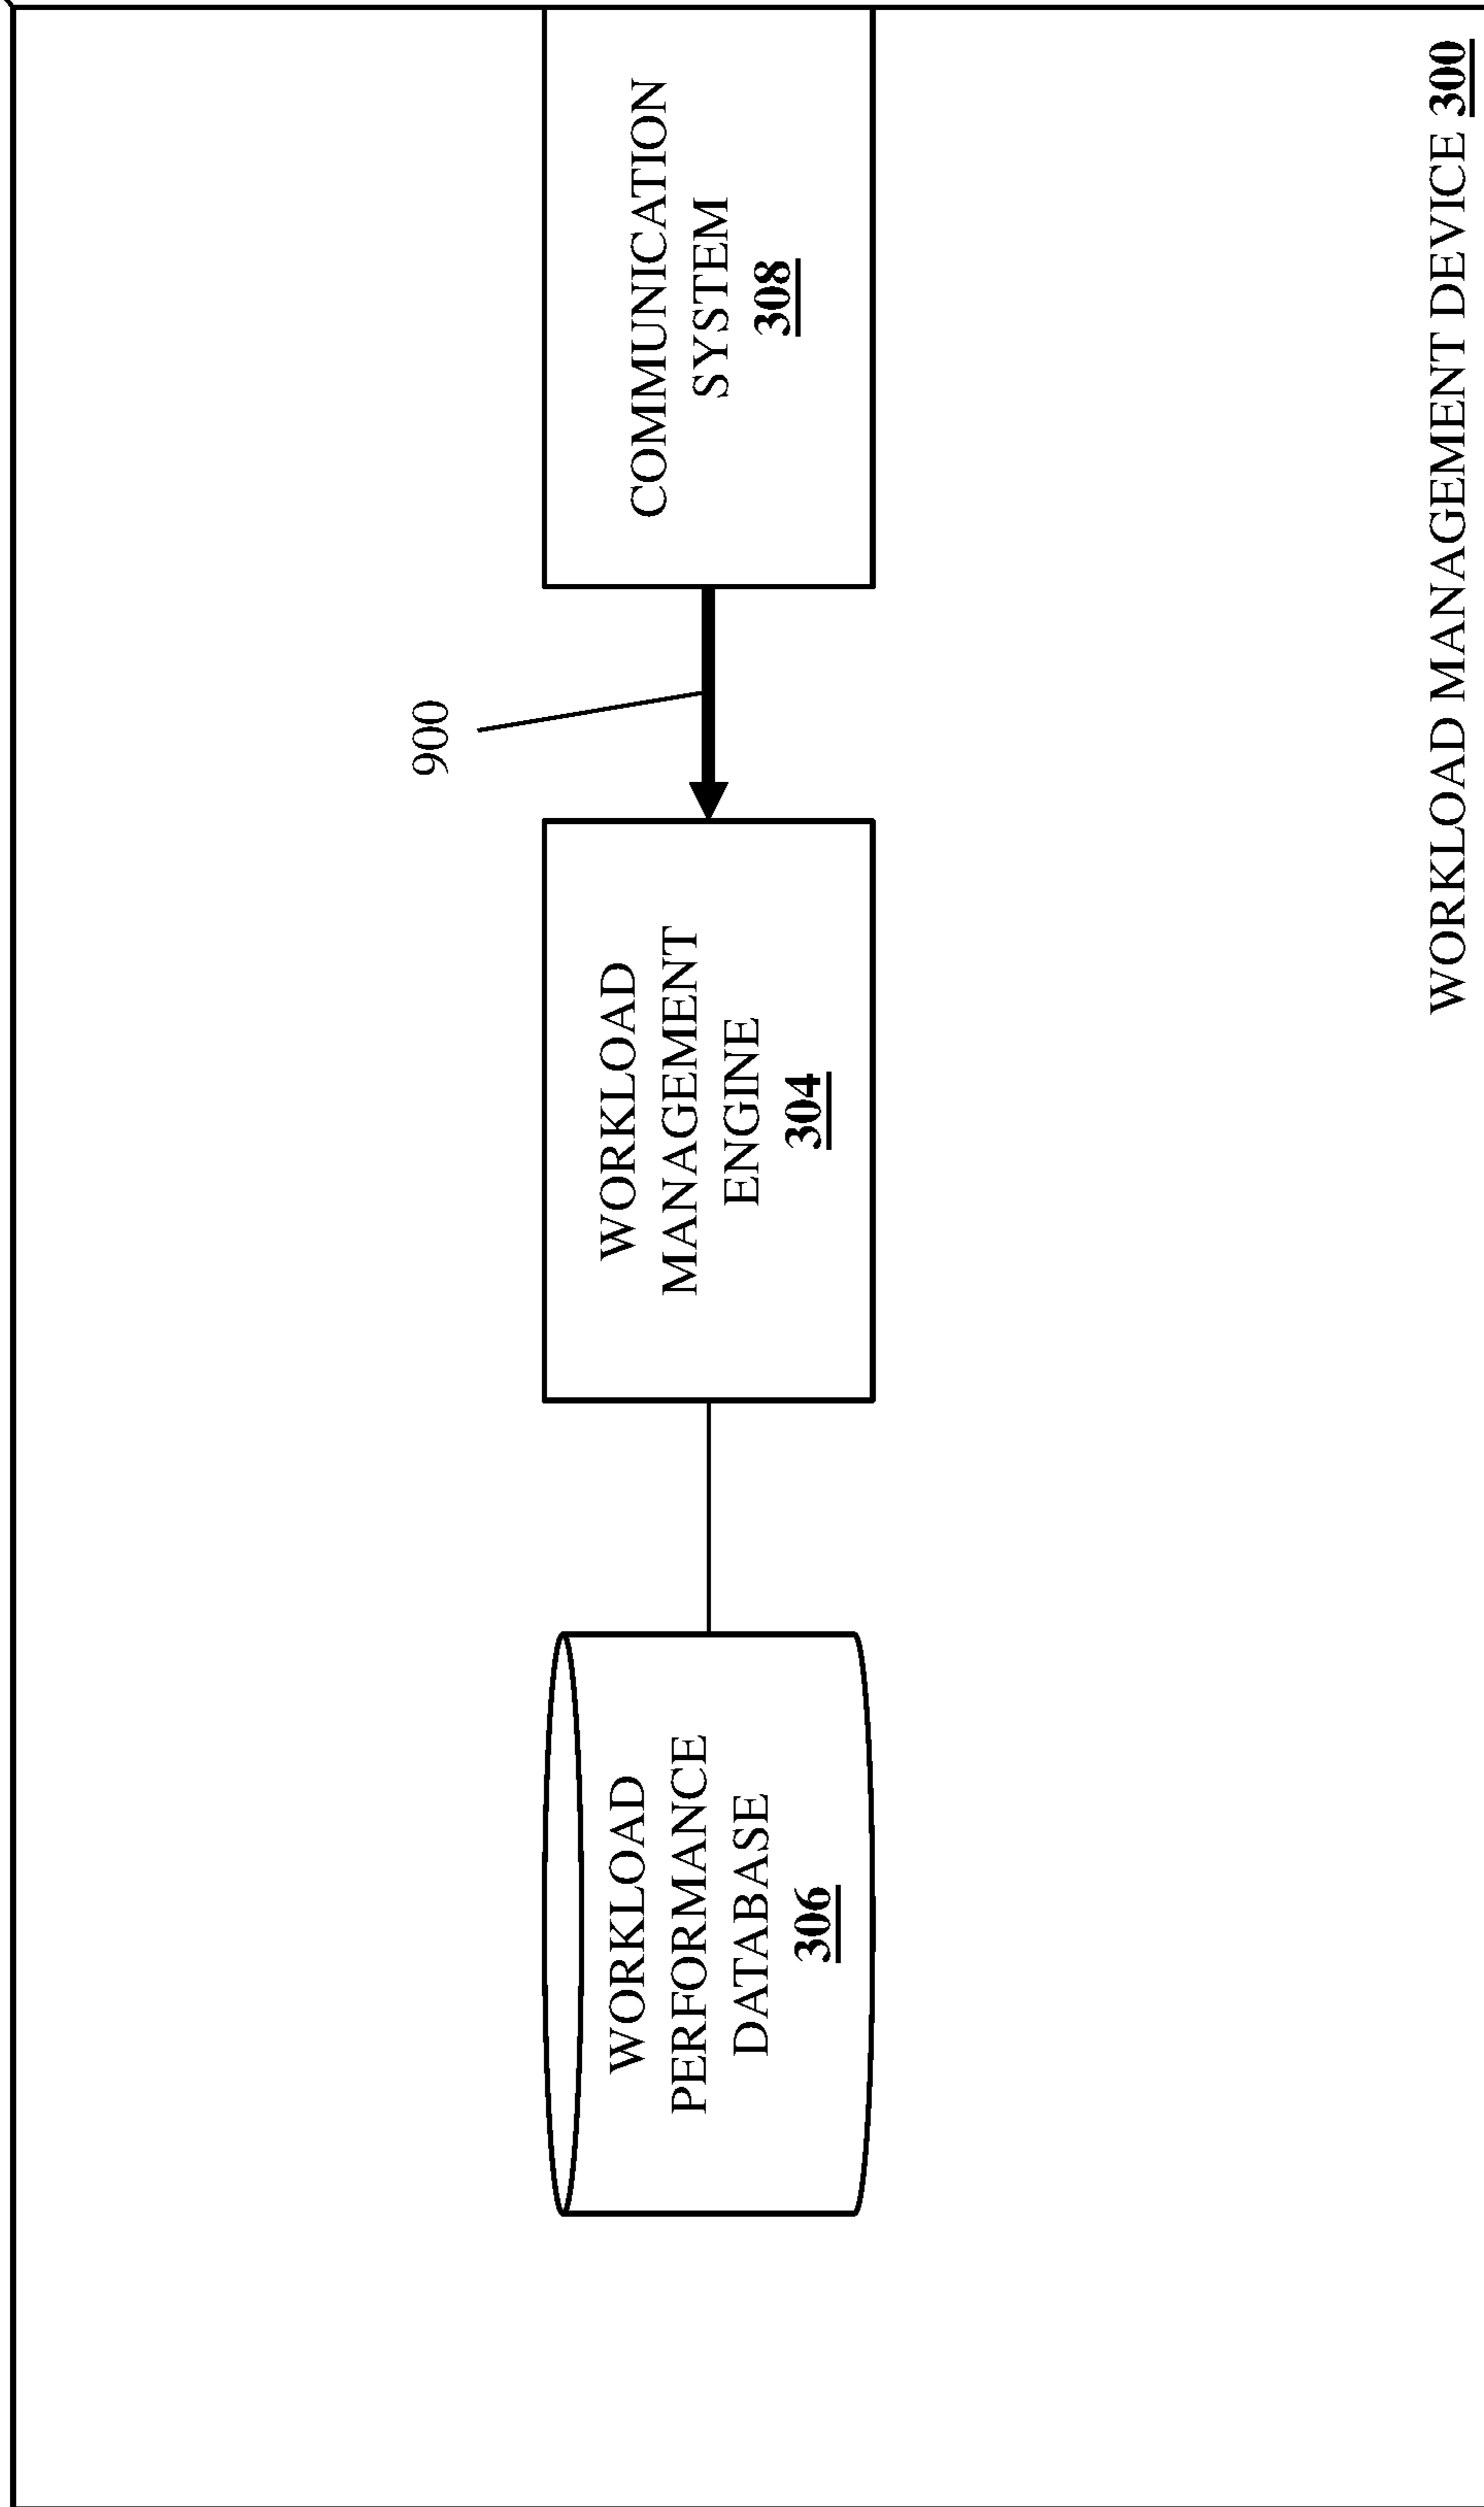 900
WORKLOAD
PERFORMANCE
DATABASE
306
WORKLOAD
MANAGEMENT
ENGINE
304
COMMUNICATION
SYSTEM
308
WORKLOAD MANAGEMENT DEVICE 300